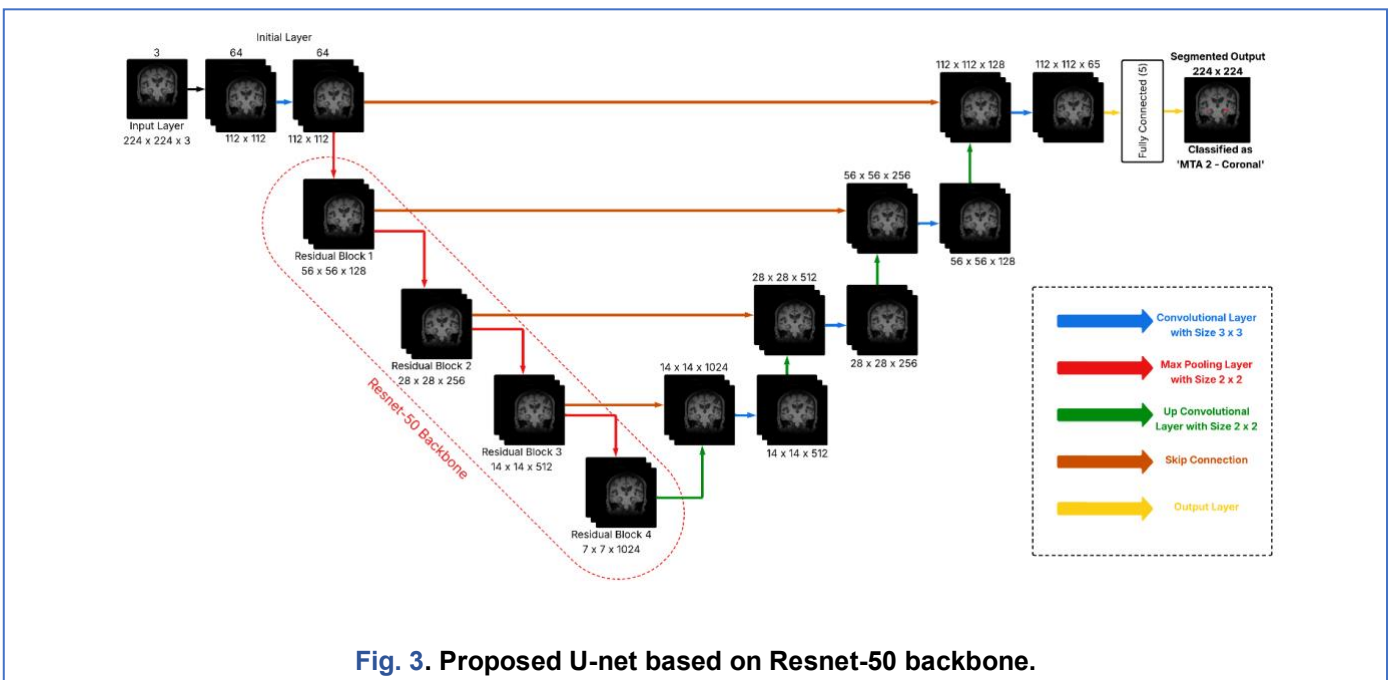 Initial Layer
3
64
64
Input Layer
224 x 224 x 3
112 x 112
112 x 112
112 x 112 x 128
112 x 112 x 65
Fully Connected (5)
Segmented Output
224 x 224
Classified as
'MTA 2 - Coronal'
Residual Block 1
56 x 56 x 128
56 x 56 x 256
56 x 56 x 128
Residual Block 2
28 x 28 x 256
28 x 28 x 512
28 x 28 x 256
Residual Block 3
14 x 14 x 512
14 x 14 x 1024
14 x 14 x 512
Residual Block 4
7 x 7 x 1024
Resnet-50 Backbone
Convolutional Layer
with Size 3 x 3
Max Pooling Layer
with Size 2 x 2
Up Convolutional
Layer with Size 2 x 2
Skip Connection
Output Layer
Fig. 3. Proposed U-net based on Resnet-50 backbone.